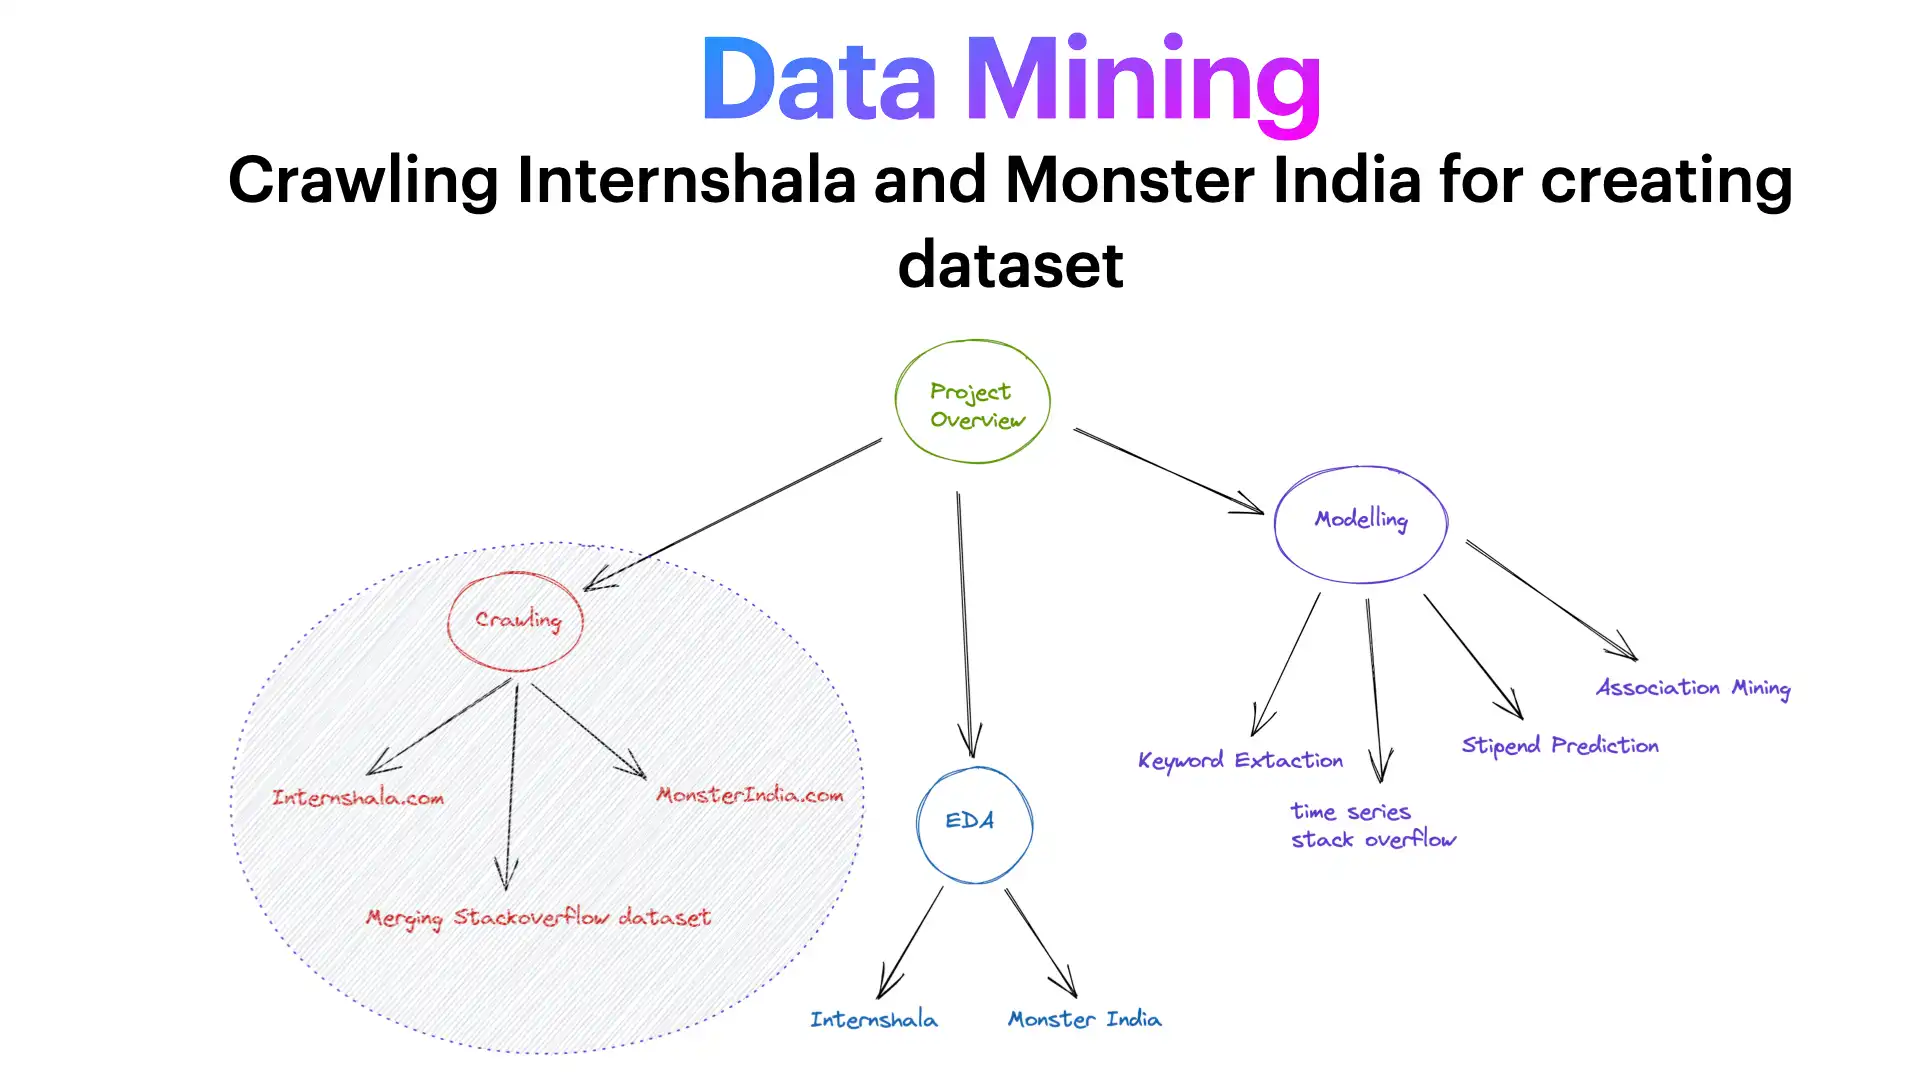 Data Mining
Crawling Internshala and Monster India for creating
dataset
Project
Overview
Modelling
Crawling
Association Mining
Stipend Prediction
Keyword Extaction
Internshala.com
MonsterIndia.com
time series
stack overflow
EDA
Merging Stackoverflow dataset
Internshala
Monster India